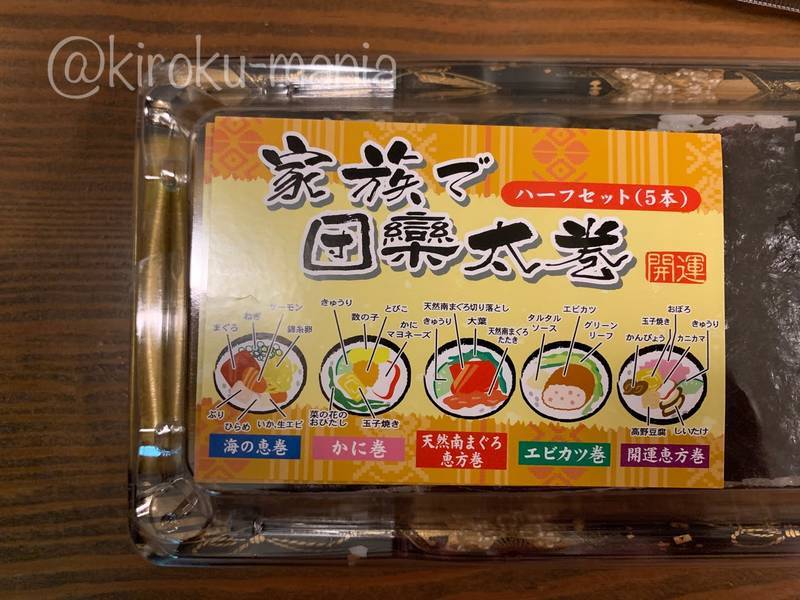 @kiroku-mania
家族で
ハーフセット(5本)
団欒太巻
開運
まぐろ
ねぎ
サーモン
錦糸卵
ぶり
ひらめ
いか、生エビ
海の恵巻
きゅうり
数の子
とびこ
かに
マヨネーズ
菜の花の
おひたし
玉子焼き
かに巻
天然南まぐろ切り落とし
きゅうり
大葉
天然南まぐろ
たたき
天然南まぐろ
恵方巻
タルタル
ソース
エビカツ
グリーン
リーフ
エビカツ巻
かんぴょう
玉子焼き
おぼろ
きゅうり
カニカマ
高野豆腐
しいたけ
開運恵方巻